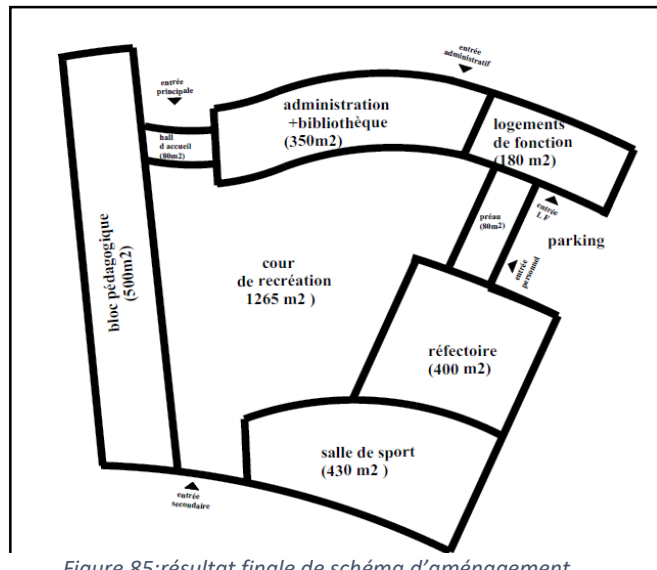 entrée
administratif
entrée
principale
administration
+bibliothèque
(350m2)
logements
de fonction
(180 m2)
hall
d accueil
(80m2)
bloc pédagogique
(500m2)
préau
(80m2)
entrée
L F
parking
entrée
personnel
cour
de recréation
1265 m2 )
réfectoire
(400 m2)
salle de sport
(430 m2 )
entrée
secondaire
Figure 85:résultat finale de schéma d’aménagement